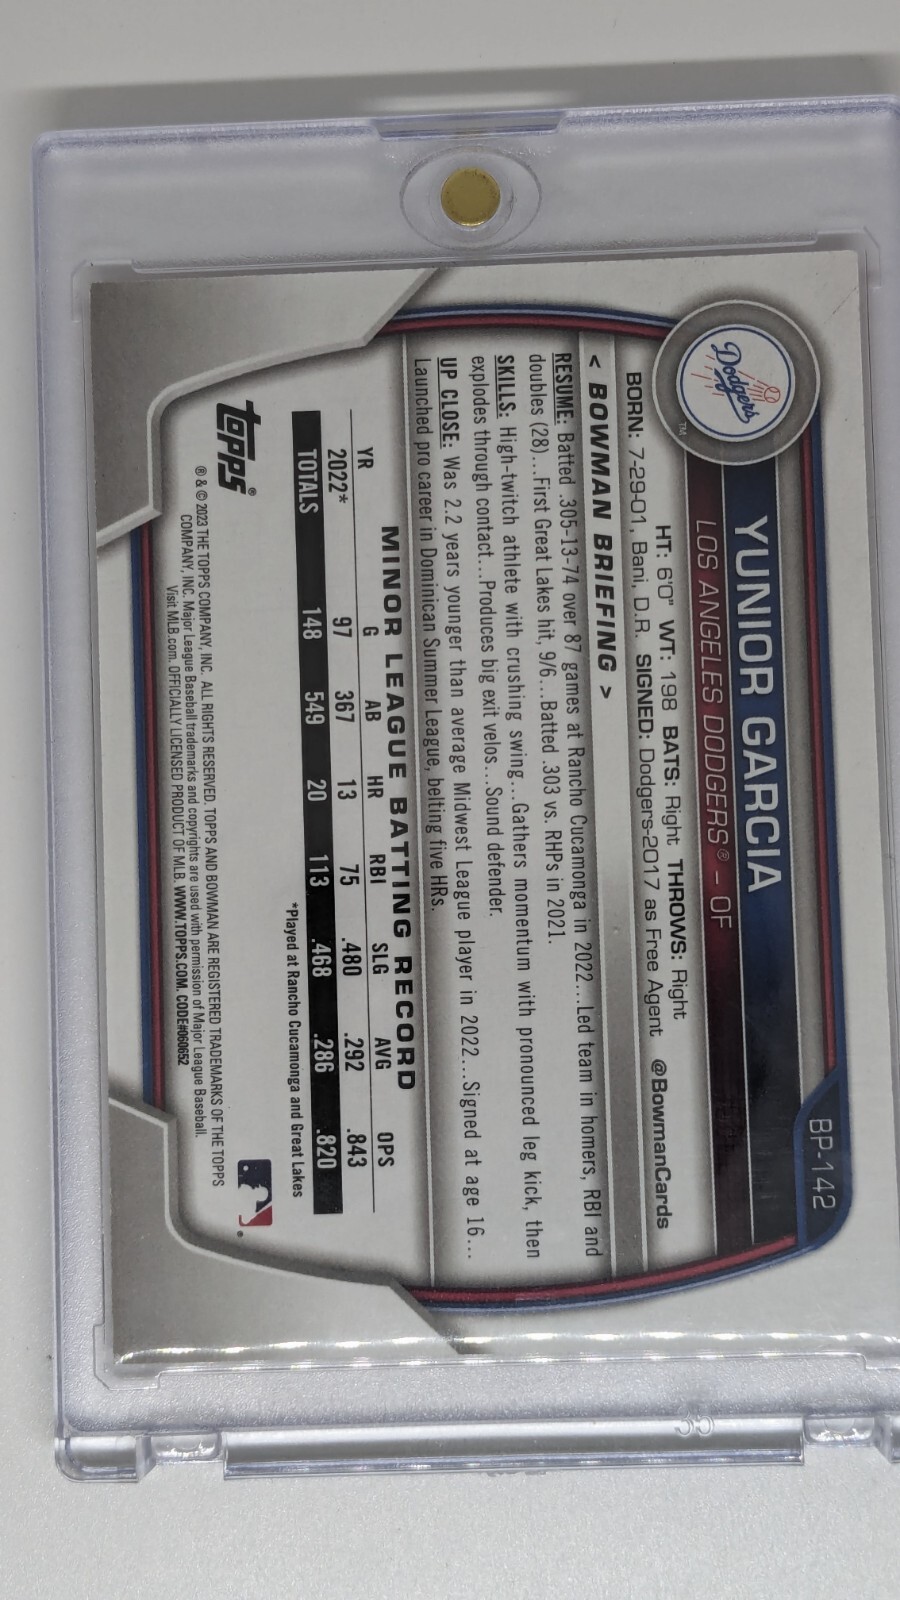 BP-142
Dodgers
TM
YUNIOR GARCIA
LOS ANGELES DODGERS® - OF
HT: 6'0" WT: 198 BATS: Right THROWS: Right
BORN: 7-29-01, Bani, D.R. SIGNED: Dodgers-2017 as Free Agent @BowmanCards
< BOWMAN BRIEFING >
RESUME: Batted .305-13-74 over 87 games at Rancho Cucamonga in 2022...Led team in homers, RBI and
doubles (28)...First Great Lakes hit, 9/6...Batted .303 vs. RHPs in 2021.
SKILLS: High-twitch athlete with crushing swing...Gathers momentum with pronounced leg kick, then
explodes through contact...Produces big exit velos...Sound defender.
UP CLOSE: Was 2.2 years younger than average Midwest League player in 2022...Signed at age 16...
Launched pro career in Dominican Summer League, belting five HRs.
MINOR LEAGUE BATTING RECORD
YR G AB HR RBI SLG AVG OPS
2022* 97 367 13 75 .480 .292 .843
TOTALS 148 549 20 113 .468 .286 .820
*Played at Rancho Cucamonga and Great Lakes
topps®
® & © 2023 THE TOPPS COMPANY, INC. ALL RIGHTS RESERVED. TOPPS AND BOWMAN ARE REGISTERED TRADEMARKS OF THE TOPPS
COMPANY, INC. Major League Baseball trademarks and copyrights are used with permission of Major League Baseball.
Visit MLB.com. OFFICIALLY LICENSED PRODUCT OF MLB. WWW.TOPPS.COM. CODE#060652
35